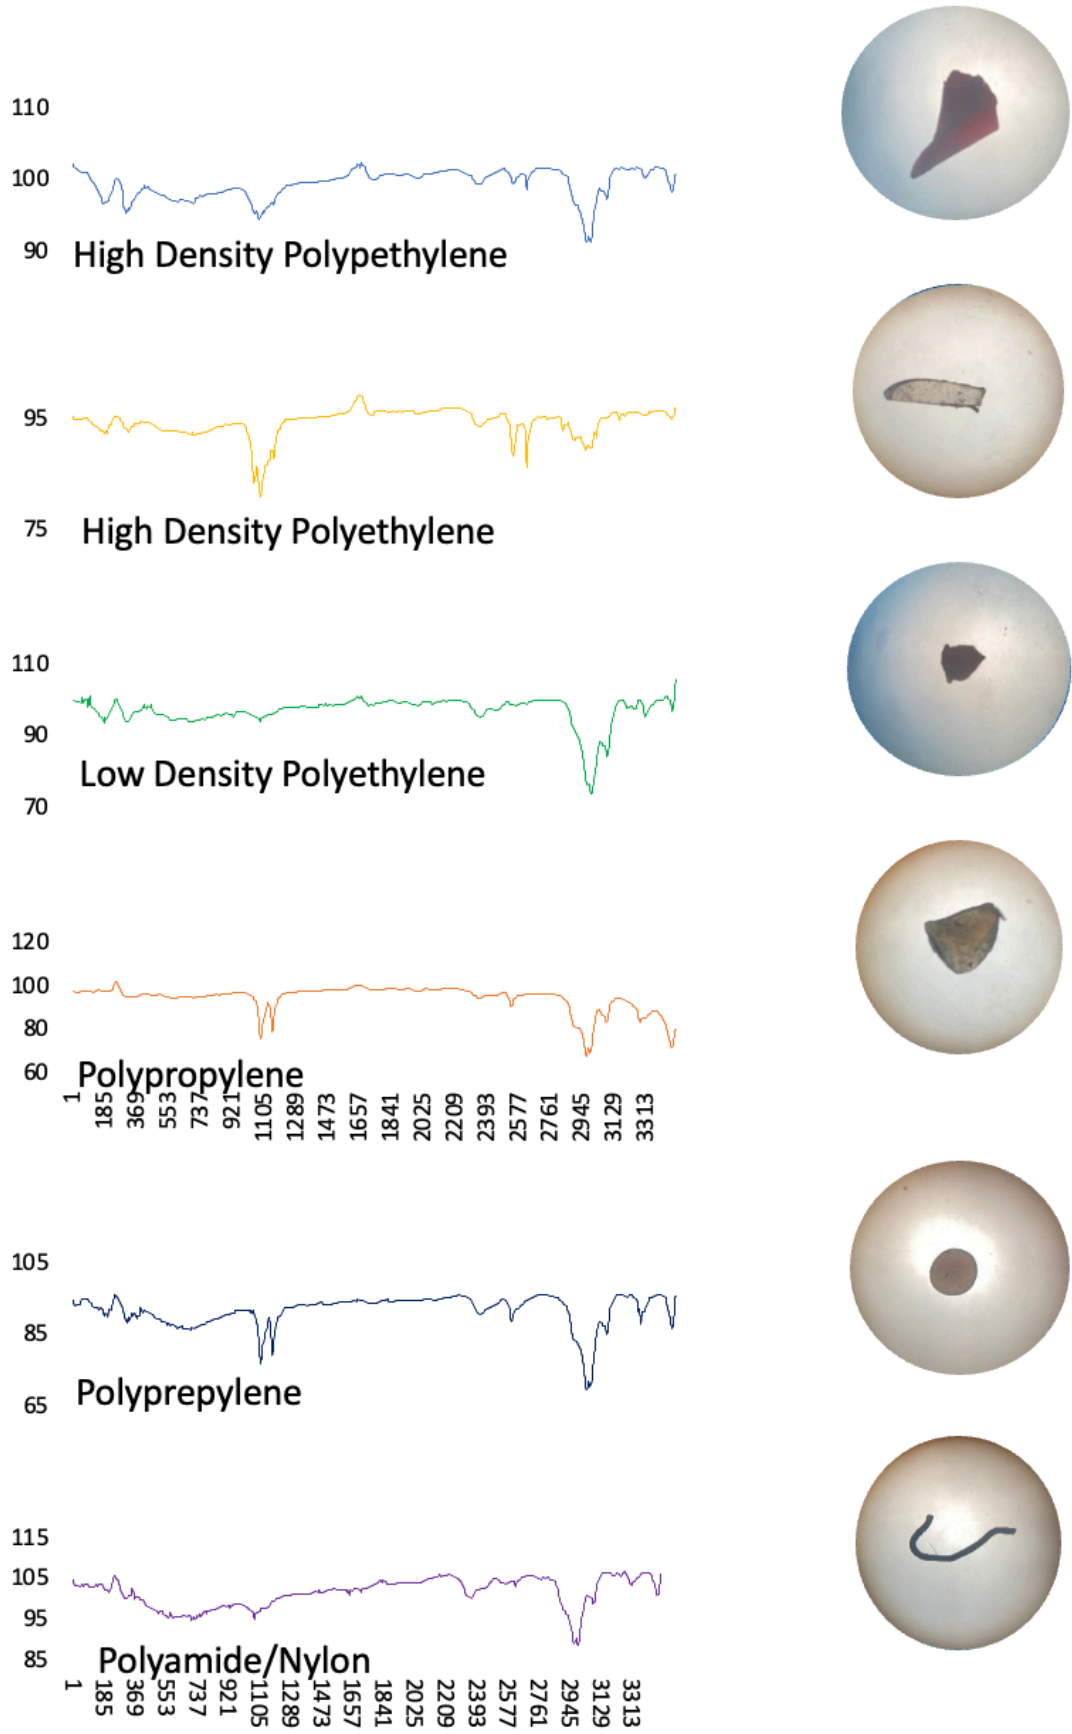 110
100
90
High Density Polypethylene
95
75
High Density Polyethylene
110
90
70
Low Density Polyethylene
120
100
80
60
Polypropylene
1 185 369 553 737 921 1105 1289 1473 1657 1841 2025 2209 2393 2577 2761 2945 3129 3313
105
85
65
Polyprepylene
115
105
95
85
Polyamide/Nylon
1 185 369 553 737 921 1105 1289 1473 1657 1841 2025 2209 2393 2577 2761 2945 3129 3313